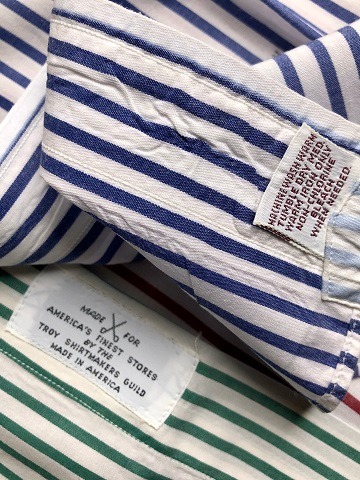 MACHINE WASH WARM
TUMBLE DRY LOW
WARM IRON
NON-CHLORINE
BLEACH ONLY
WHEN NEEDED.
MADE FOR
AMERICA'S FINEST STORES
BY THE
TROY SHIRTMAKERS GUILD
MADE IN AMERICA